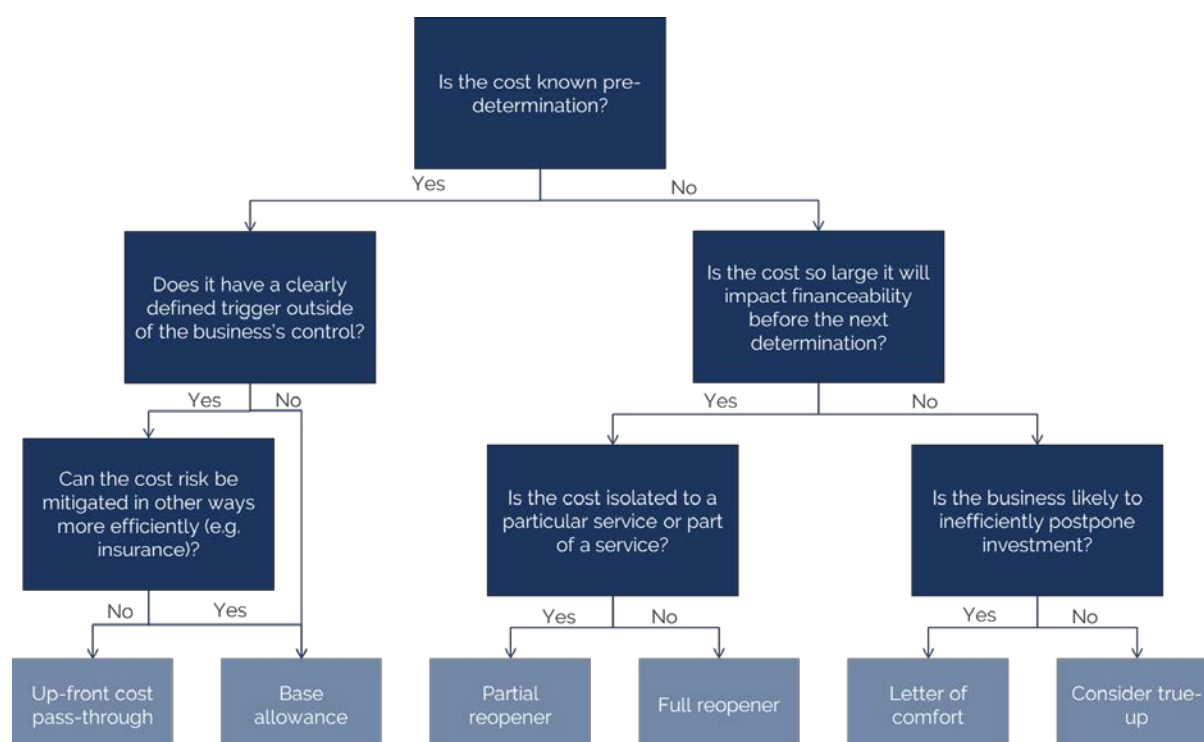 Is the cost known pre-
determination?
Yes
No
Does it have a clearly
defined trigger outside
of the business's control?
Is the cost so large it will
impact financeability
before the next
determination?
Yes
No
Yes
No
Can the cost risk be
mitigated in other ways
more efficiently (e.g.
insurance)?
Is the cost isolated to a
particular service or part
of a service?
Is the business likely to
inefficiently postpone
investment?
No
Yes
Yes
No
Yes
No
Up-front cost
pass-through
Base
allowance
Partial
reopener
Full reopener
Letter of
comfort
Consider true-
up